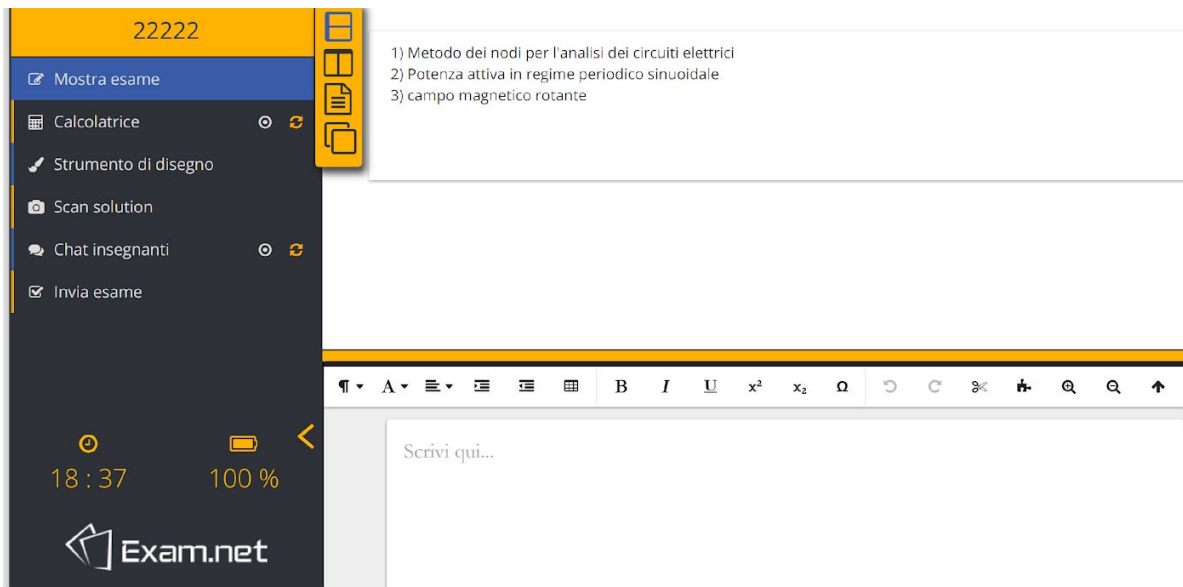 22222
Mostra esame
Calcolatrice
Strumento di disegno
Scan solution
Chat insegnanti
Invia esame
18 : 37
100 %
Exam.net
1) Metodo dei nodi per l'analisi dei circuiti elettrici
2) Potenza attiva in regime periodico sinuoidale
3) campo magnetico rotante
¶ A B I U x² x₂ Ω
Scrivi qui...